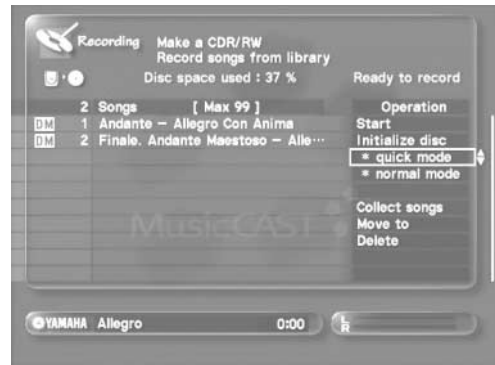 Recording Make a CDR/RW
Record songs from library
Disc space used : 37 % Ready to record
2 Songs [ Max 99 ] Operation
DM 1 Andante – Allegro Con Anima Start
DM 2 Finale. Andante Maestoso – Alle··· Initialize disc
* quick mode
* normal mode
Collect songs
MusicCAST Move to
Delete
YAMAHA Allegro 0:00 L
R